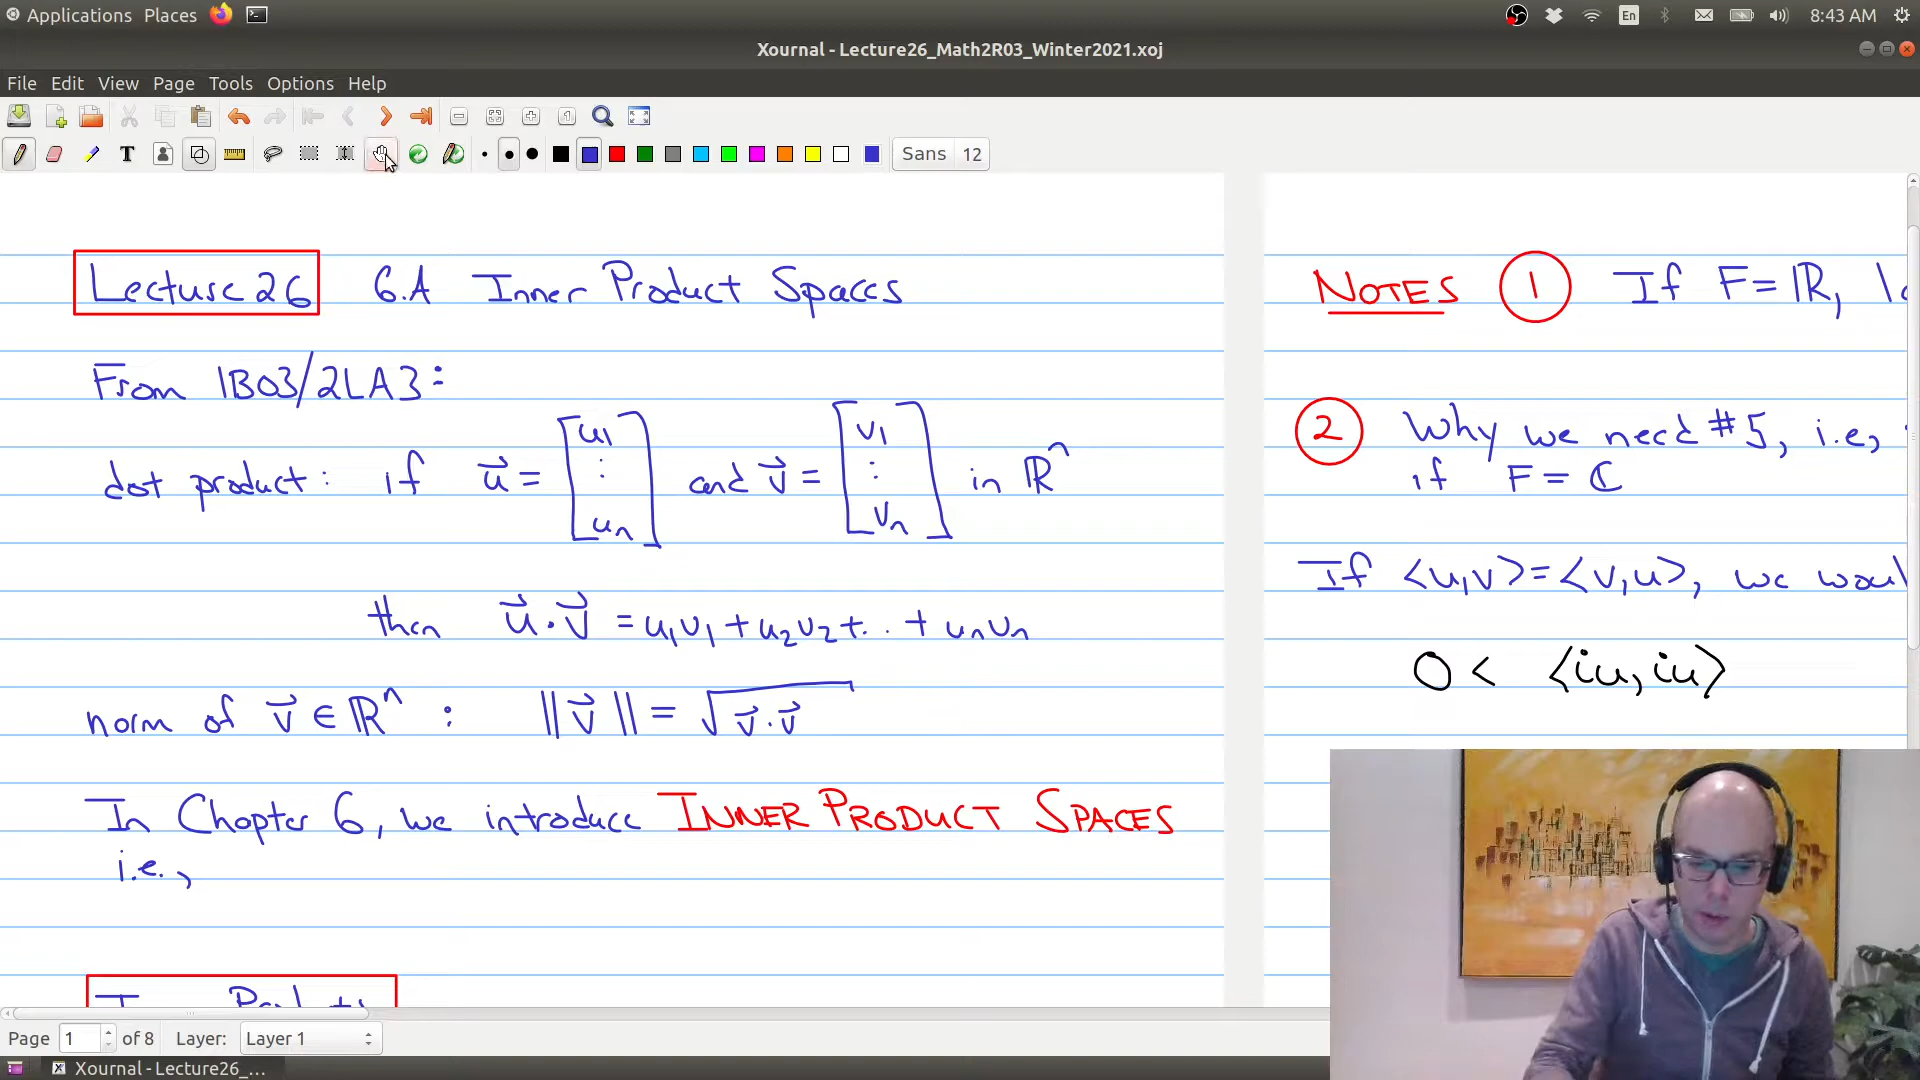 Applications Places En 8:43 AM
Xournal - Lecture26_Math2R03_Winter2021.xoj
File Edit View Page Tools Options Help
T Sans 12
Lecture 26 6.A Inner Product Spaces
From 1B03/2LA3:
dot product: if u⃗ = [u1 ⋮ un] and v⃗ = [v1 ⋮ vn] in ℝⁿ
then u⃗ · v⃗ = u1v1 + u2v2 + ... + unvn
norm of v⃗ ∈ ℝⁿ : ‖v⃗‖ = √(v⃗ · v⃗)
In Chapter 6, we introduce INNER PRODUCT SPACES
i.e.,
NOTES 1 If F = ℝ,
2 Why we need #5, i.e,
if F = ℂ
If <u,v> = <v,u>, we woul
0 < <iu, iu>
Page 1 of 8 Layer: Layer 1
Xournal - Lecture26_...